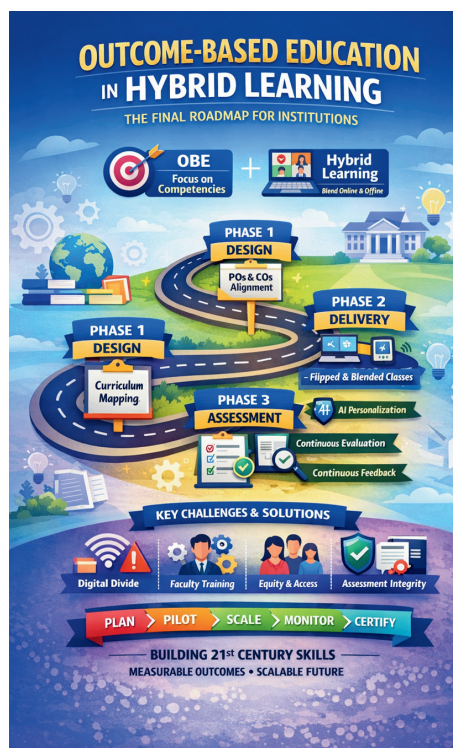 OUTCOME-BASED EDUCATION
IN HYBRID LEARNING
THE FINAL ROADMAP FOR INSTITUTIONS
OBE
Focus on
Competencies
+
Hybrid
Learning
Blend Online & Offline
PHASE 1
DESIGN
POs & COs
Alignment
PHASE 2
DELIVERY
- Flipped & Blended Classes
PHASE 1
DESIGN
Curriculum
Mapping
PHASE 3
ASSESSMENT
AI Personalization
Continuous Evaluation
Continuous Feedback
KEY CHALLENGES & SOLUTIONS
Digital Divide
Faculty Training
Equity & Access
Assessment Integrity
PLAN
PILOT
SCALE
MONITOR
CERTIFY
BUILDING 21st CENTURY SKILLS
MEASURABLE OUTCOMES • SCALABLE FUTURE